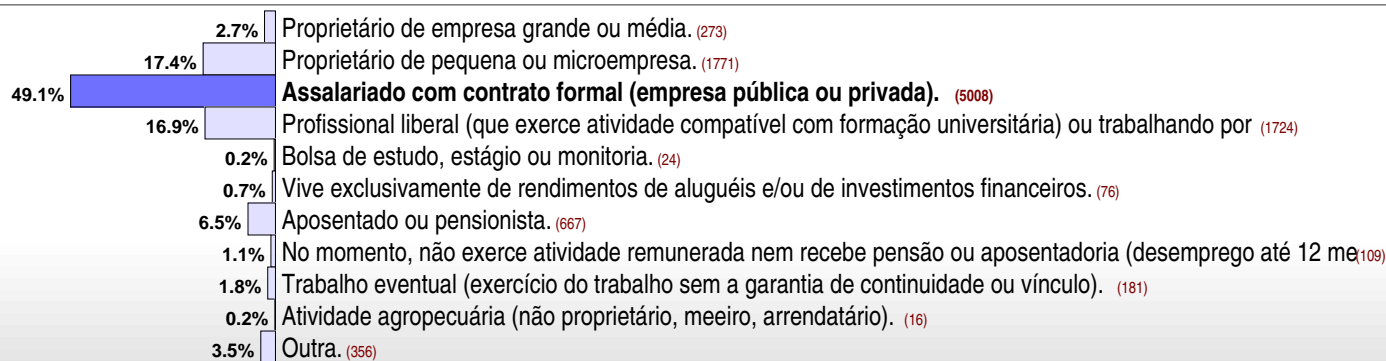 2.7% Proprietário de empresa grande ou média. (273)
17.4% Proprietário de pequena ou microempresa. (1771)
49.1% Assalariado com contrato formal (empresa pública ou privada). (5008)
16.9% Profissional liberal (que exerce atividade compatível com formação universitária) ou trabalhando por (1724)
0.2% Bolsa de estudo, estágio ou monitoria. (24)
0.7% Vive exclusivamente de rendimentos de aluguéis e/ou de investimentos financeiros. (76)
6.5% Aposentado ou pensionista. (667)
1.1% No momento, não exerce atividade remunerada nem recebe pensão ou aposentadoria (desemprego até 12 me (109)
1.8% Trabalho eventual (exercício do trabalho sem a garantia de continuidade ou vínculo). (181)
0.2% Atividade agropecuária (não proprietário, meeiro, arrendatário). (16)
3.5% Outra. (356)